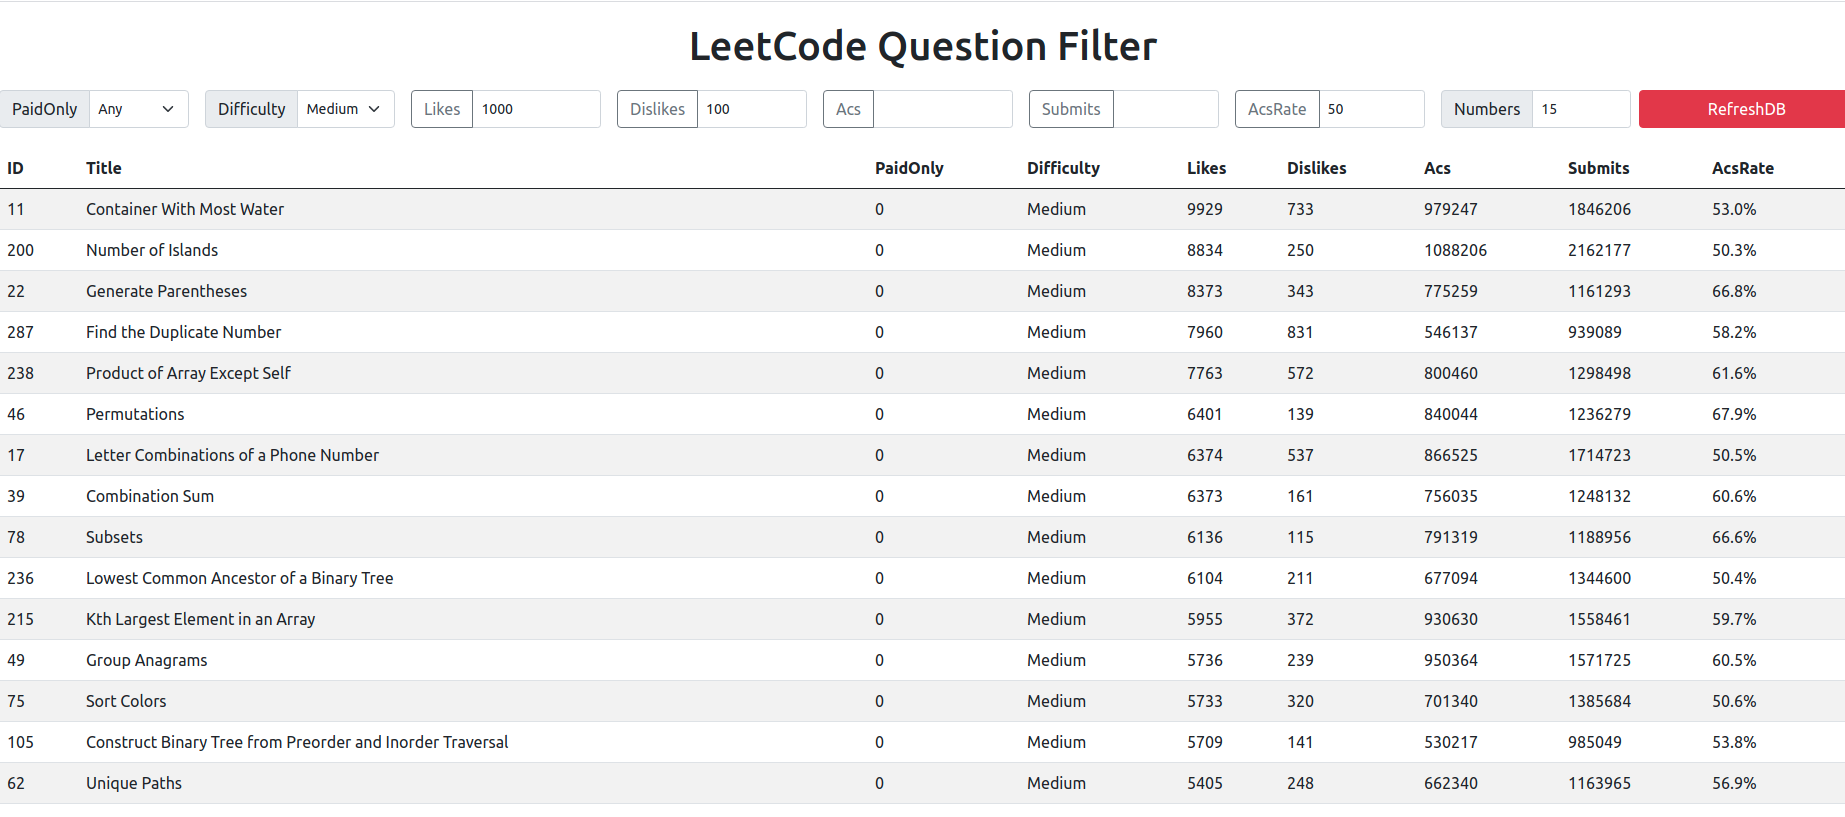 LeetCode Question Filter
PaidOnly Any Difficulty Medium Likes 1000 Dislikes 100 Acs Submits AcsRate 50 Numbers 15 RefreshDB
ID Title PaidOnly Difficulty Likes Dislikes Acs Submits AcsRate
11 Container With Most Water 0 Medium 9929 733 979247 1846206 53.0%
200 Number of Islands 0 Medium 8834 250 1088206 2162177 50.3%
22 Generate Parentheses 0 Medium 8373 343 775259 1161293 66.8%
287 Find the Duplicate Number 0 Medium 7960 831 546137 939089 58.2%
238 Product of Array Except Self 0 Medium 7763 572 800460 1298498 61.6%
46 Permutations 0 Medium 6401 139 840044 1236279 67.9%
17 Letter Combinations of a Phone Number 0 Medium 6374 537 866525 1714723 50.5%
39 Combination Sum 0 Medium 6373 161 756035 1248132 60.6%
78 Subsets 0 Medium 6136 115 791319 1188956 66.6%
236 Lowest Common Ancestor of a Binary Tree 0 Medium 6104 211 677094 1344600 50.4%
215 Kth Largest Element in an Array 0 Medium 5955 372 930630 1558461 59.7%
49 Group Anagrams 0 Medium 5736 239 950364 1571725 60.5%
75 Sort Colors 0 Medium 5733 320 701340 1385684 50.6%
105 Construct Binary Tree from Preorder and Inorder Traversal 0 Medium 5709 141 530217 985049 53.8%
62 Unique Paths 0 Medium 5405 248 662340 1163965 56.9%